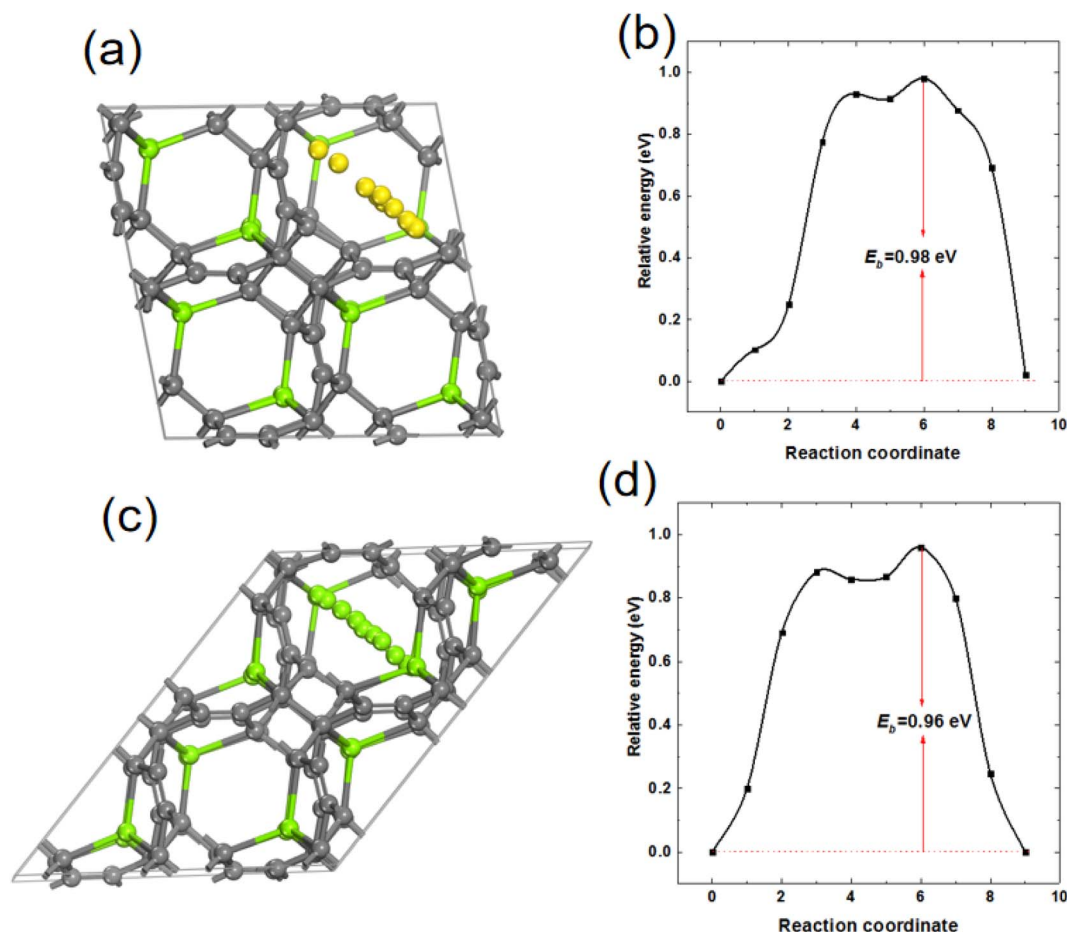 (a)
(b)
1.0
0.8
0.6
0.4
0.2
0.0
Relative energy (eV)
E_b=0.98 eV
0 2 4 6 8 10
Reaction coordinate
(c)
(d)
1.0
0.8
0.6
0.4
0.2
0.0
Relative energy (eV)
E_b=0.96 eV
0 2 4 6 8 10
Reaction coordinate